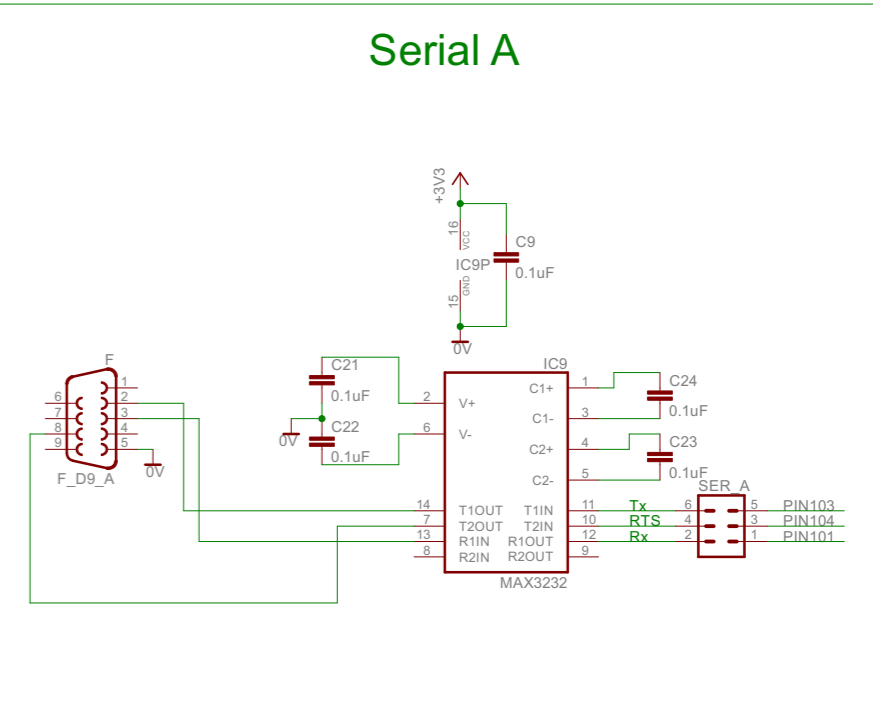 Serial A
+3V3
16
VCC
C9
IC9P
0.1uF
15
GND
0V
F
1
6
2
7
3
8
4
9
5
F_D9_A
0V
C21
0.1uF
0V
C22
0.1uF
IC9
2
V+
6
V-
C1+
1
C1-
3
C2+
4
C2-
5
C24
0.1uF
C23
0.1uF
14
T1OUT
T1IN
11
Tx
7
T2OUT
T2IN
10
RTS
13
R1IN
R1OUT
12
Rx
8
R2IN
R2OUT
9
MAX3232
SER_A
6
5
PIN103
4
3
PIN104
2
1
PIN101